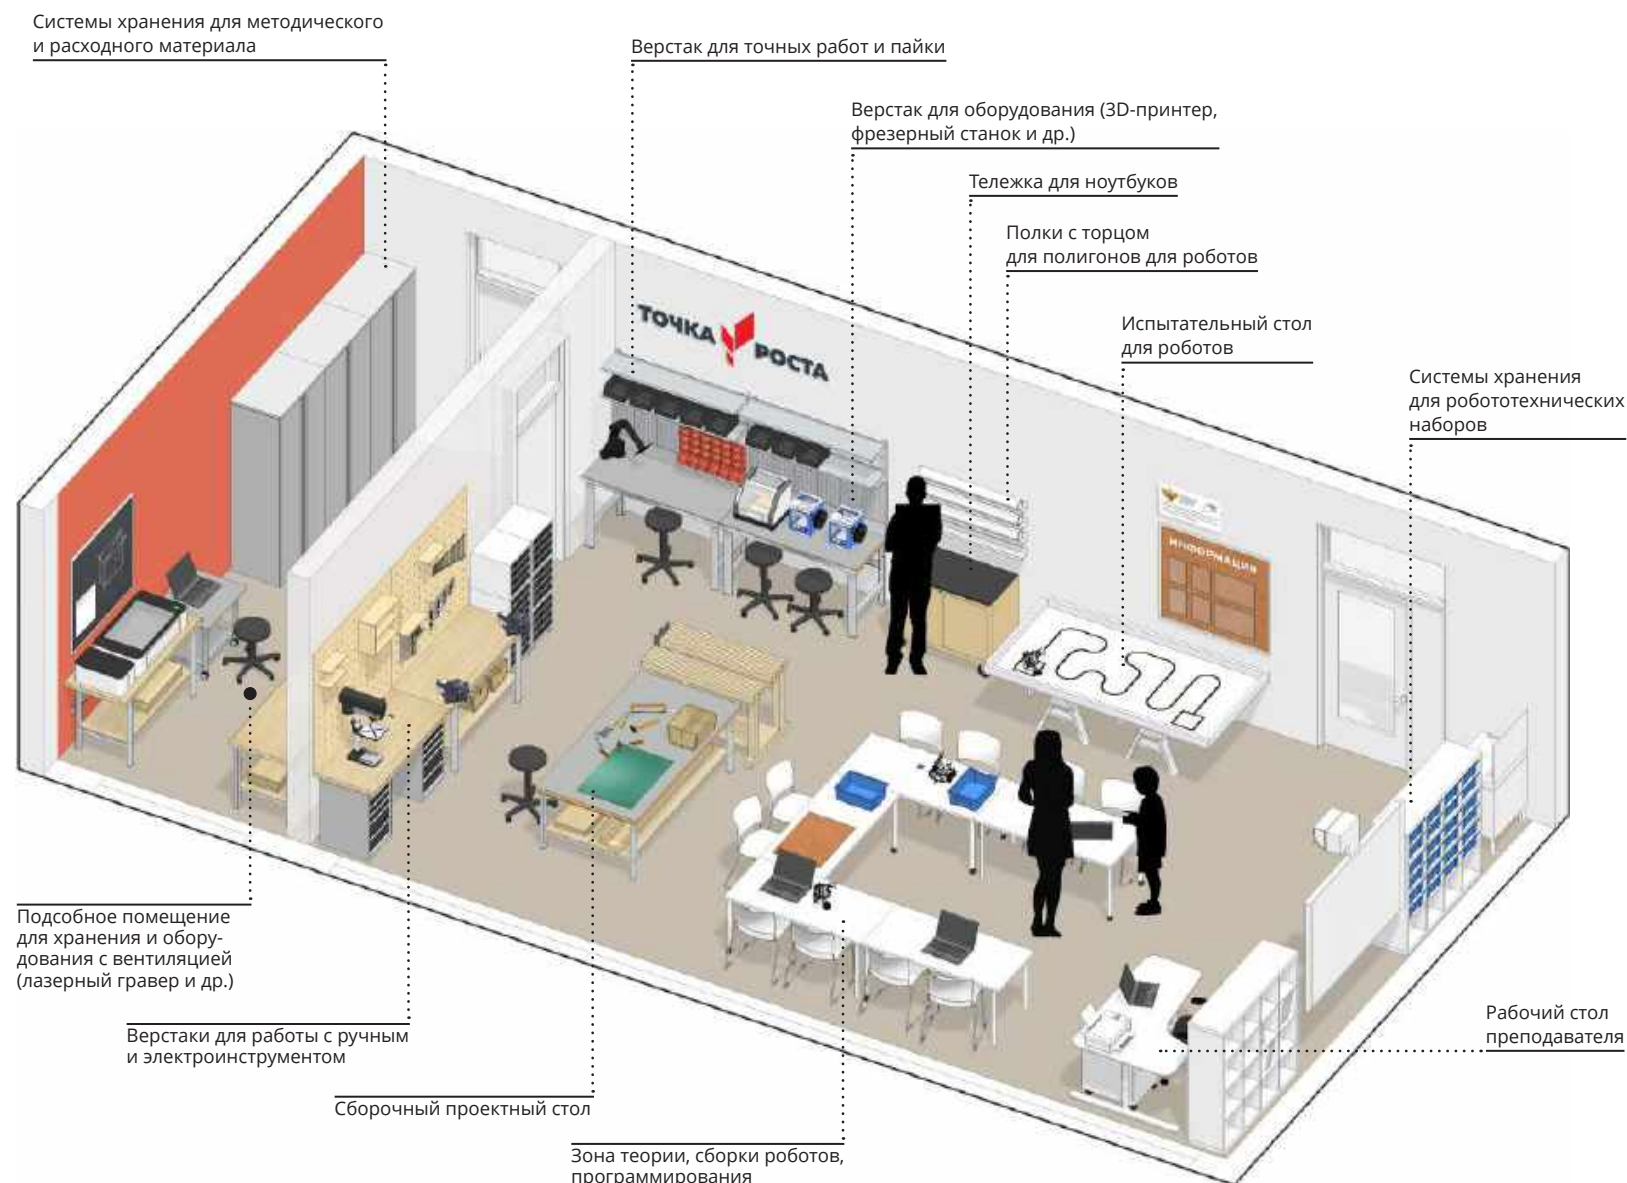 Системы хранения для методического
и расходного материала
Верстак для точных работ и пайки
Верстак для оборудования (3D-принтер,
фрезерный станок и др.)
Тележка для ноутбуков
Полки с торцом
для полигонов для роботов
Испытательный стол
для роботов
Системы хранения
для робототехнических
наборов
ТОЧКА
РОСТА
ИНФОРМАЦИЯ
Подсобное помещение
для хранения и обору-
дования с вентиляцией
(лазерный гравер и др.)
Верстаки для работы с ручным
и электроинструментом
Сборочный проектный стол
Зона теории, сборки роботов,
программирования
Рабочий стол
преподавателя